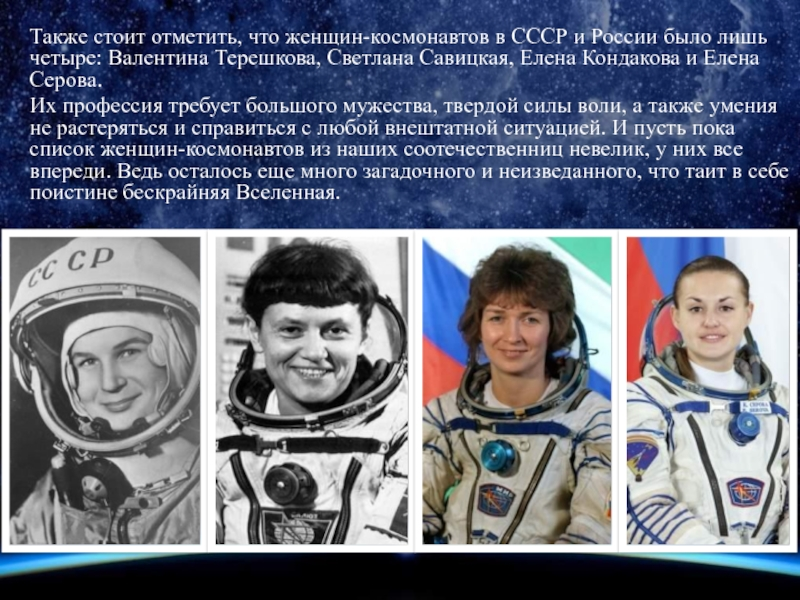 Также стоит отметить, что женщин-космонавтов в СССР и России было лишь
четыре: Валентина Терешкова, Светлана Савицкая, Елена Кондакова и Елена
Серова.
Их профессия требует большого мужества, твердой силы воли, а также умения
не растеряться и справиться с любой внештатной ситуацией. И пусть пока
список женщин-космонавтов из наших соотечественниц невелик, у них все
впереди. Ведь осталось еще много загадочного и неизведанного, что таит в себе
поистине бескрайняя Вселенная.
СССР
Е. СЕРОВА